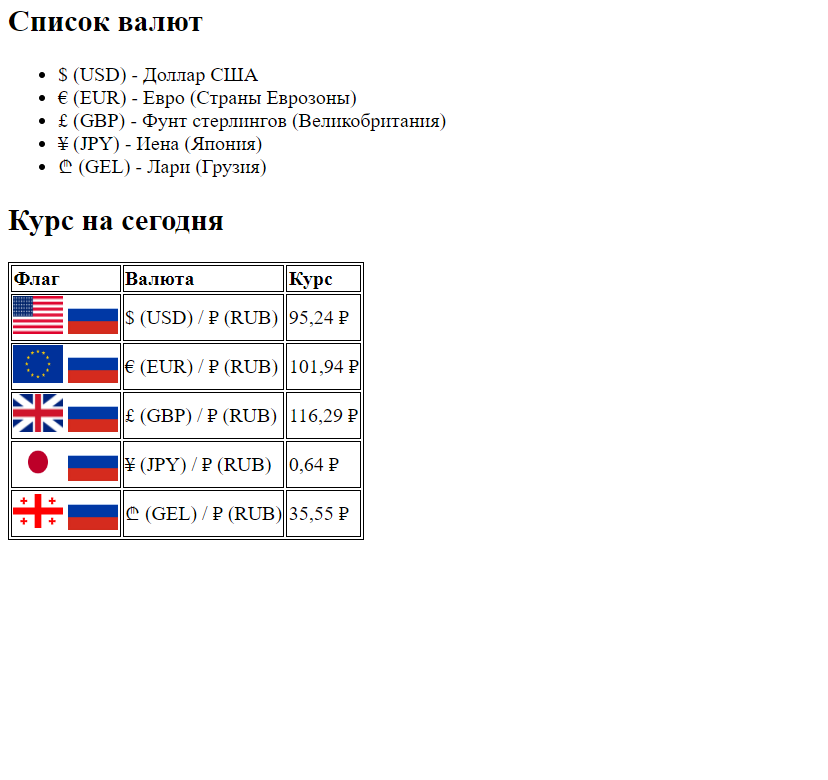 Список валют
$ (USD) - Доллар США
€ (EUR) - Евро (Страны Еврозоны)
£ (GBP) - Фунт стерлингов (Великобритания)
¥ (JPY) - Иена (Япония)
₾ (GEL) - Лари (Грузия)
Курс на сегодня
Флаг Валюта Курс
$ (USD) / ₽ (RUB) 95,24 ₽
€ (EUR) / ₽ (RUB) 101,94 ₽
£ (GBP) / ₽ (RUB) 116,29 ₽
¥ (JPY) / ₽ (RUB) 0,64 ₽
₾ (GEL) / ₽ (RUB) 35,55 ₽